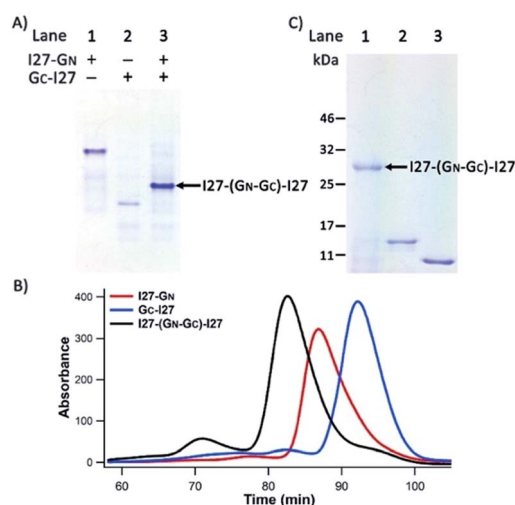 A)
Lane 1 2 3
I27-GN + – +
GC-I27 – + +
I27-(GN-GC)-I27
C)
Lane 1 2 3
kDa
46
32
I27-(GN-GC)-I27
25
17
11
B)
I27-GN
GC-I27
I27-(GN-GC)-I27
Absorbance
400
300
200
100
0
60 70 80 90 100
Time (min)